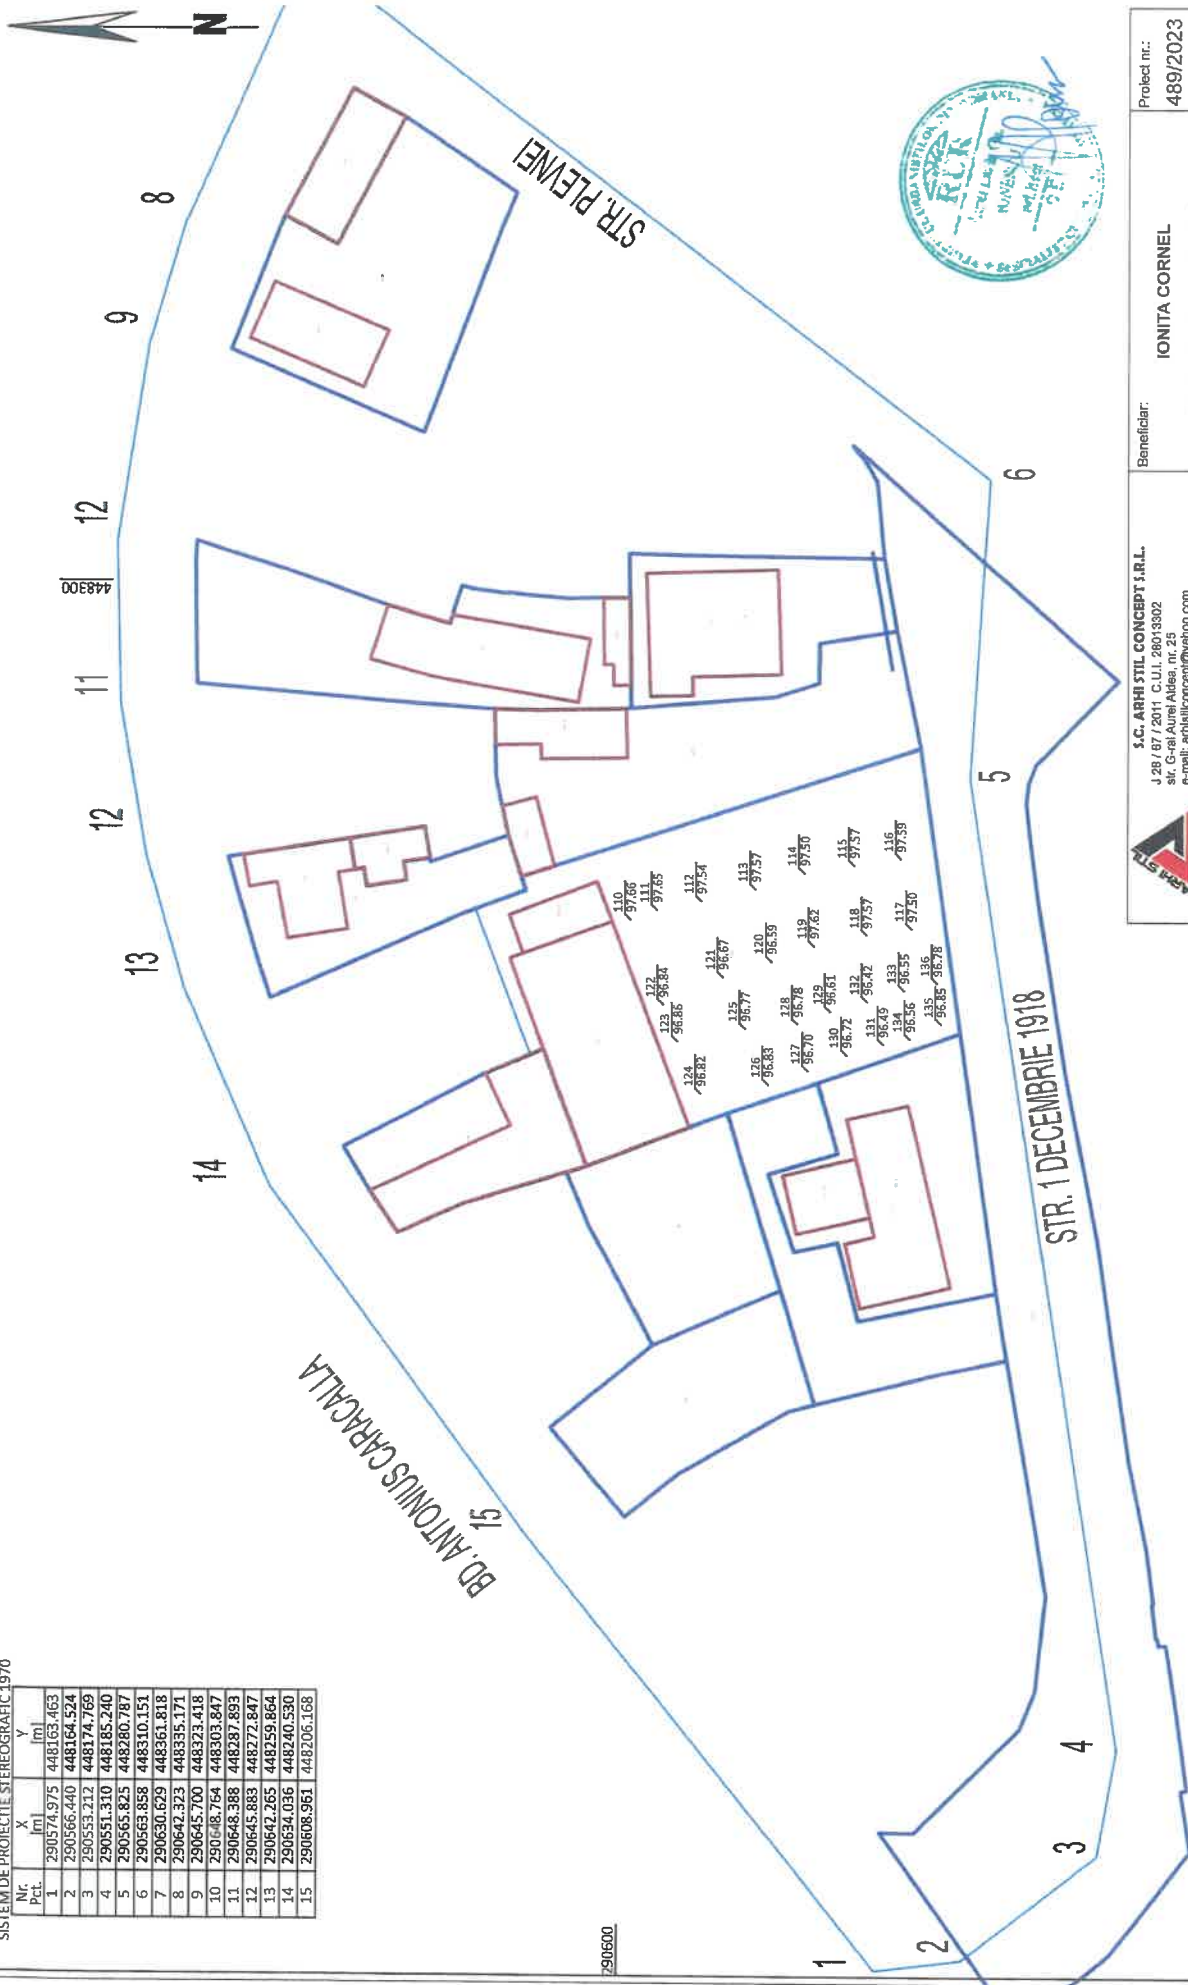 SISTEM DE PROIECTIE STEREOGRAFIC 1970
Nr. Pct. X [m] Y [m]
1 290574.975 448163.463
2 290566.440 448164.524
3 290553.212 448174.769
4 290551.310 448185.240
5 290565.825 448280.787
6 290563.858 448310.151
7 290630.629 448361.818
8 290642.323 448335.171
9 290645.700 448323.418
10 290648.764 448303.847
11 290648.388 448287.893
12 290645.883 448272.847
13 290642.265 448259.864
14 290634.036 448240.530
15 290608.961 448206.168
N
448300
290600
1
2
3
4
5
6
8
9
12
11
12
13
14
15
BD. ANTONIUS CARACALLA
STR. PLEVNEI
STR. 1 DECEMBRIE 1918
110 97.66
111 97.65
112 97.54
113 97.57
114 97.50
115 97.57
116 97.59
117 97.50
118 97.57
119 97.62
120 96.59
121 96.67
122 96.84
123 96.86
124 96.82
125 96.77
126 96.83
127 96.70
128 96.78
129 96.61
130 96.72
131 96.49
132 96.42
133 96.55
134 96.56
135 96.85
136 96.78
RUR
ARHI STIL
S.C. ARHI STIL CONCEPT S.R.L.
J 28 / 67 / 2011 C.U.I. 28013302
str. G-ral Aurel Aldea, nr. 25
e-mail: arhistilconcept@yahoo.com
Beneficiar:
IONITA CORNEL
Proiect nr.:
489/2023